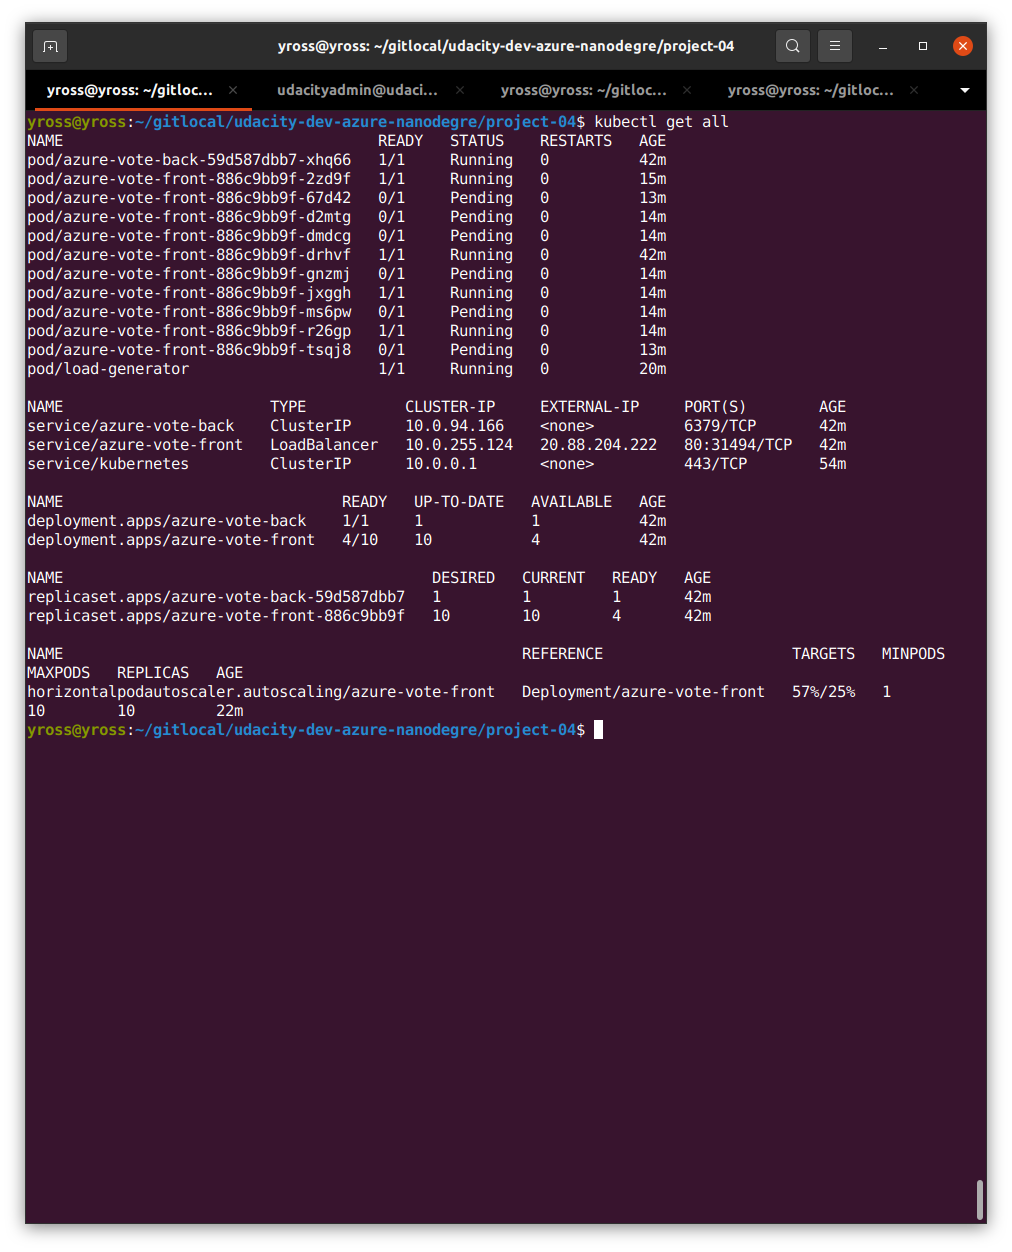 yross@yross: ~/gitlocal/udacity-dev-azure-nanodegre/project-04
yross@yross: ~/gitloc... × udacityadmin@udaci... × yross@yross: ~/gitloc... × yross@yross: ~/gitloc... ×
yross@yross:~/gitlocal/udacity-dev-azure-nanodegre/project-04$ kubectl get all
NAME READY STATUS RESTARTS AGE
pod/azure-vote-back-59d587dbb7-xhq66 1/1 Running 0 42m
pod/azure-vote-front-886c9bb9f-2zd9f 1/1 Running 0 15m
pod/azure-vote-front-886c9bb9f-67d42 0/1 Pending 0 13m
pod/azure-vote-front-886c9bb9f-d2mtg 0/1 Pending 0 14m
pod/azure-vote-front-886c9bb9f-dmdcg 0/1 Pending 0 14m
pod/azure-vote-front-886c9bb9f-drhvf 1/1 Running 0 42m
pod/azure-vote-front-886c9bb9f-gnzmj 0/1 Pending 0 14m
pod/azure-vote-front-886c9bb9f-jxggh 1/1 Running 0 14m
pod/azure-vote-front-886c9bb9f-ms6pw 0/1 Pending 0 14m
pod/azure-vote-front-886c9bb9f-r26gp 1/1 Running 0 14m
pod/azure-vote-front-886c9bb9f-tsqj8 0/1 Pending 0 13m
pod/load-generator 1/1 Running 0 20m
NAME TYPE CLUSTER-IP EXTERNAL-IP PORT(S) AGE
service/azure-vote-back ClusterIP 10.0.94.166 <none> 6379/TCP 42m
service/azure-vote-front LoadBalancer 10.0.255.124 20.88.204.222 80:31494/TCP 42m
service/kubernetes ClusterIP 10.0.0.1 <none> 443/TCP 54m
NAME READY UP-TO-DATE AVAILABLE AGE
deployment.apps/azure-vote-back 1/1 1 1 42m
deployment.apps/azure-vote-front 4/10 10 4 42m
NAME DESIRED CURRENT READY AGE
replicaset.apps/azure-vote-back-59d587dbb7 1 1 1 42m
replicaset.apps/azure-vote-front-886c9bb9f 10 10 4 42m
NAME REFERENCE TARGETS MINPODS
MAXPODS REPLICAS AGE
horizontalpodautoscaler.autoscaling/azure-vote-front Deployment/azure-vote-front 57%/25% 1
10 10 22m
yross@yross:~/gitlocal/udacity-dev-azure-nanodegre/project-04$